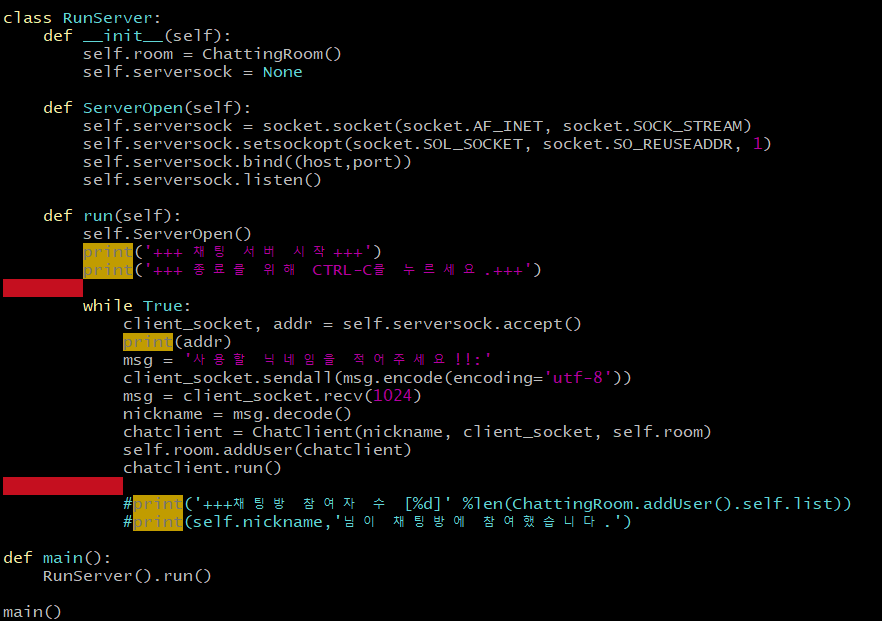 class RunServer:
    def __init__(self):
        self.room = ChattingRoom()
        self.serversock = None

    def ServerOpen(self):
        self.serversock = socket.socket(socket.AF_INET, socket.SOCK_STREAM)
        self.serversock.setsockopt(socket.SOL_SOCKET, socket.SO_REUSEADDR, 1)
        self.serversock.bind((host,port))
        self.serversock.listen()

    def run(self):
        self.ServerOpen()
        print('+++ 채팅 서버 시작+++')
        print('+++ 종료를 위해 CTRL-C를 누르세요.+++')

        while True:
            client_socket, addr = self.serversock.accept()
            print(addr)
            msg = '사용할 닉네임을 적어주세요!!:'
            client_socket.sendall(msg.encode(encoding='utf-8'))
            msg = client_socket.recv(1024)
            nickname = msg.decode()
            chatclient = ChatClient(nickname, client_socket, self.room)
            self.room.addUser(chatclient)
            chatclient.run()

            #print('+++채팅방 참여자 수 [%d]' %len(ChattingRoom.addUser().self.list))
            #print(self.nickname,'님이 채팅방에 참여했습니다.')

def main():
    RunServer().run()

main()